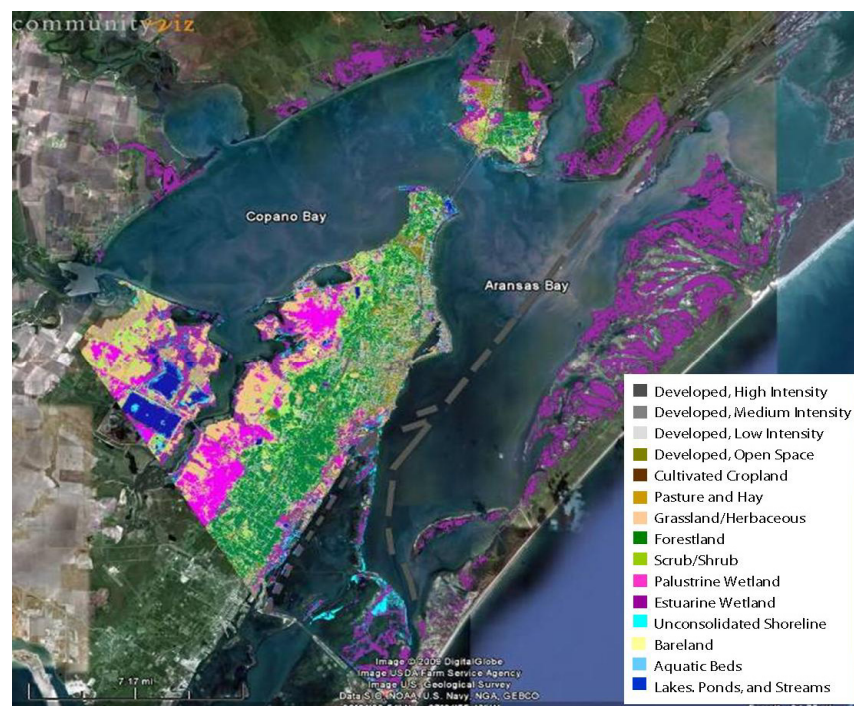 communityviz
Copano Bay
Aransas Bay
Developed, High Intensity
Developed, Medium Intensity
Developed, Low Intensity
Developed, Open Space
Cultivated Cropland
Pasture and Hay
Grassland/Herbaceous
Forestland
Scrub/Shrub
Palustrine Wetland
Estuarine Wetland
Unconsolidated Shoreline
Bareland
Aquatic Beds
Lakes. Ponds, and Streams
7.17 mi
Image © 2009 DigitalGlobe
Image USDA Farm Service Agency
Image U.S. Geological Survey
Data SIO, NOAA, U.S. Navy, NGA, GEBCO